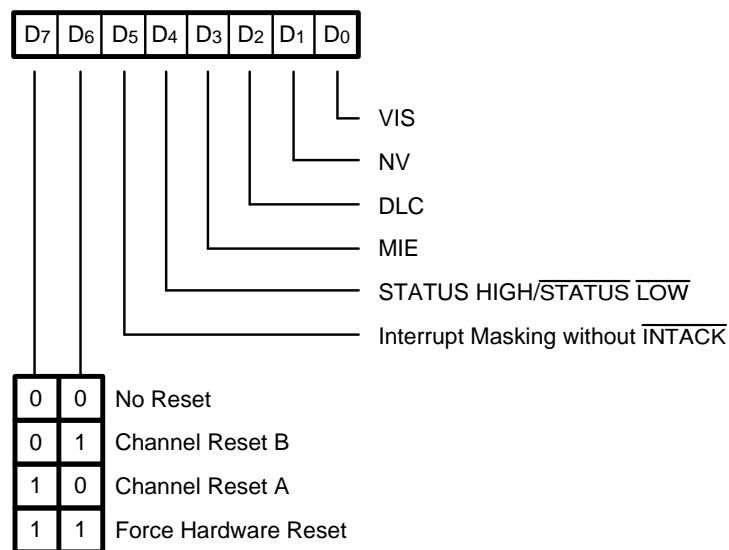 D7 D6 D5 D4 D3 D2 D1 D0
VIS
NV
DLC
MIE
STATUS HIGH/STATUS LOW
Interrupt Masking without INTACK
0 0 No Reset
0 1 Channel Reset B
1 0 Channel Reset A
1 1 Force Hardware Reset